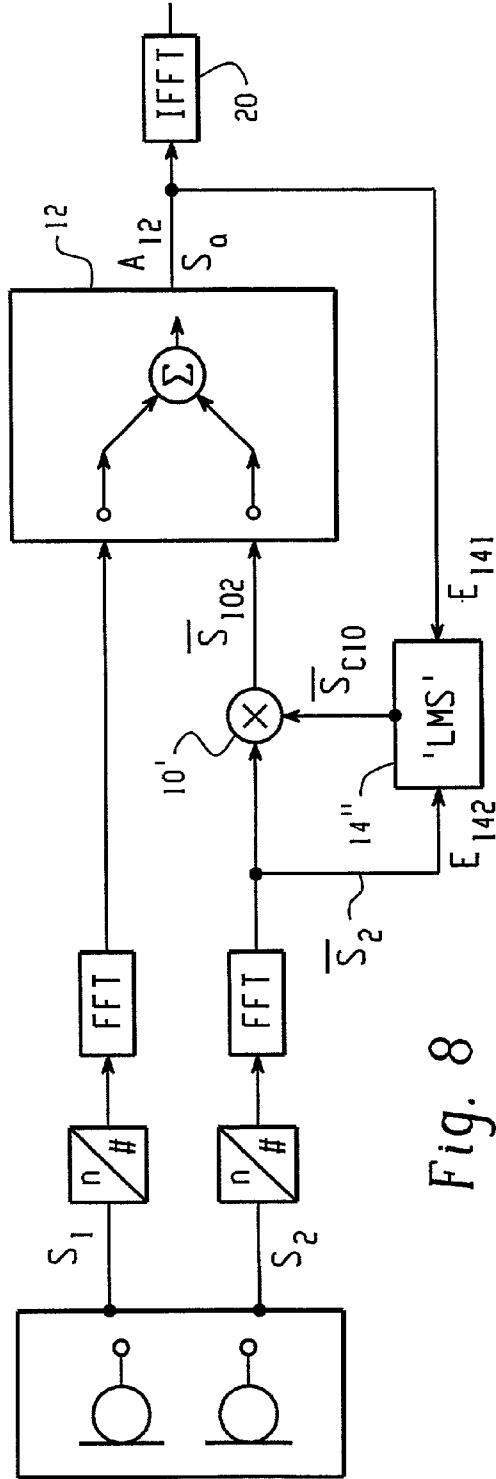 S1
n
#
FFT
S2
n
#
FFT
S̅2
10'
S̅102
S̅C10
14"
'LMS'
E142
E141
12
Σ
A12
Sa
IFFT
20
Fig. 8